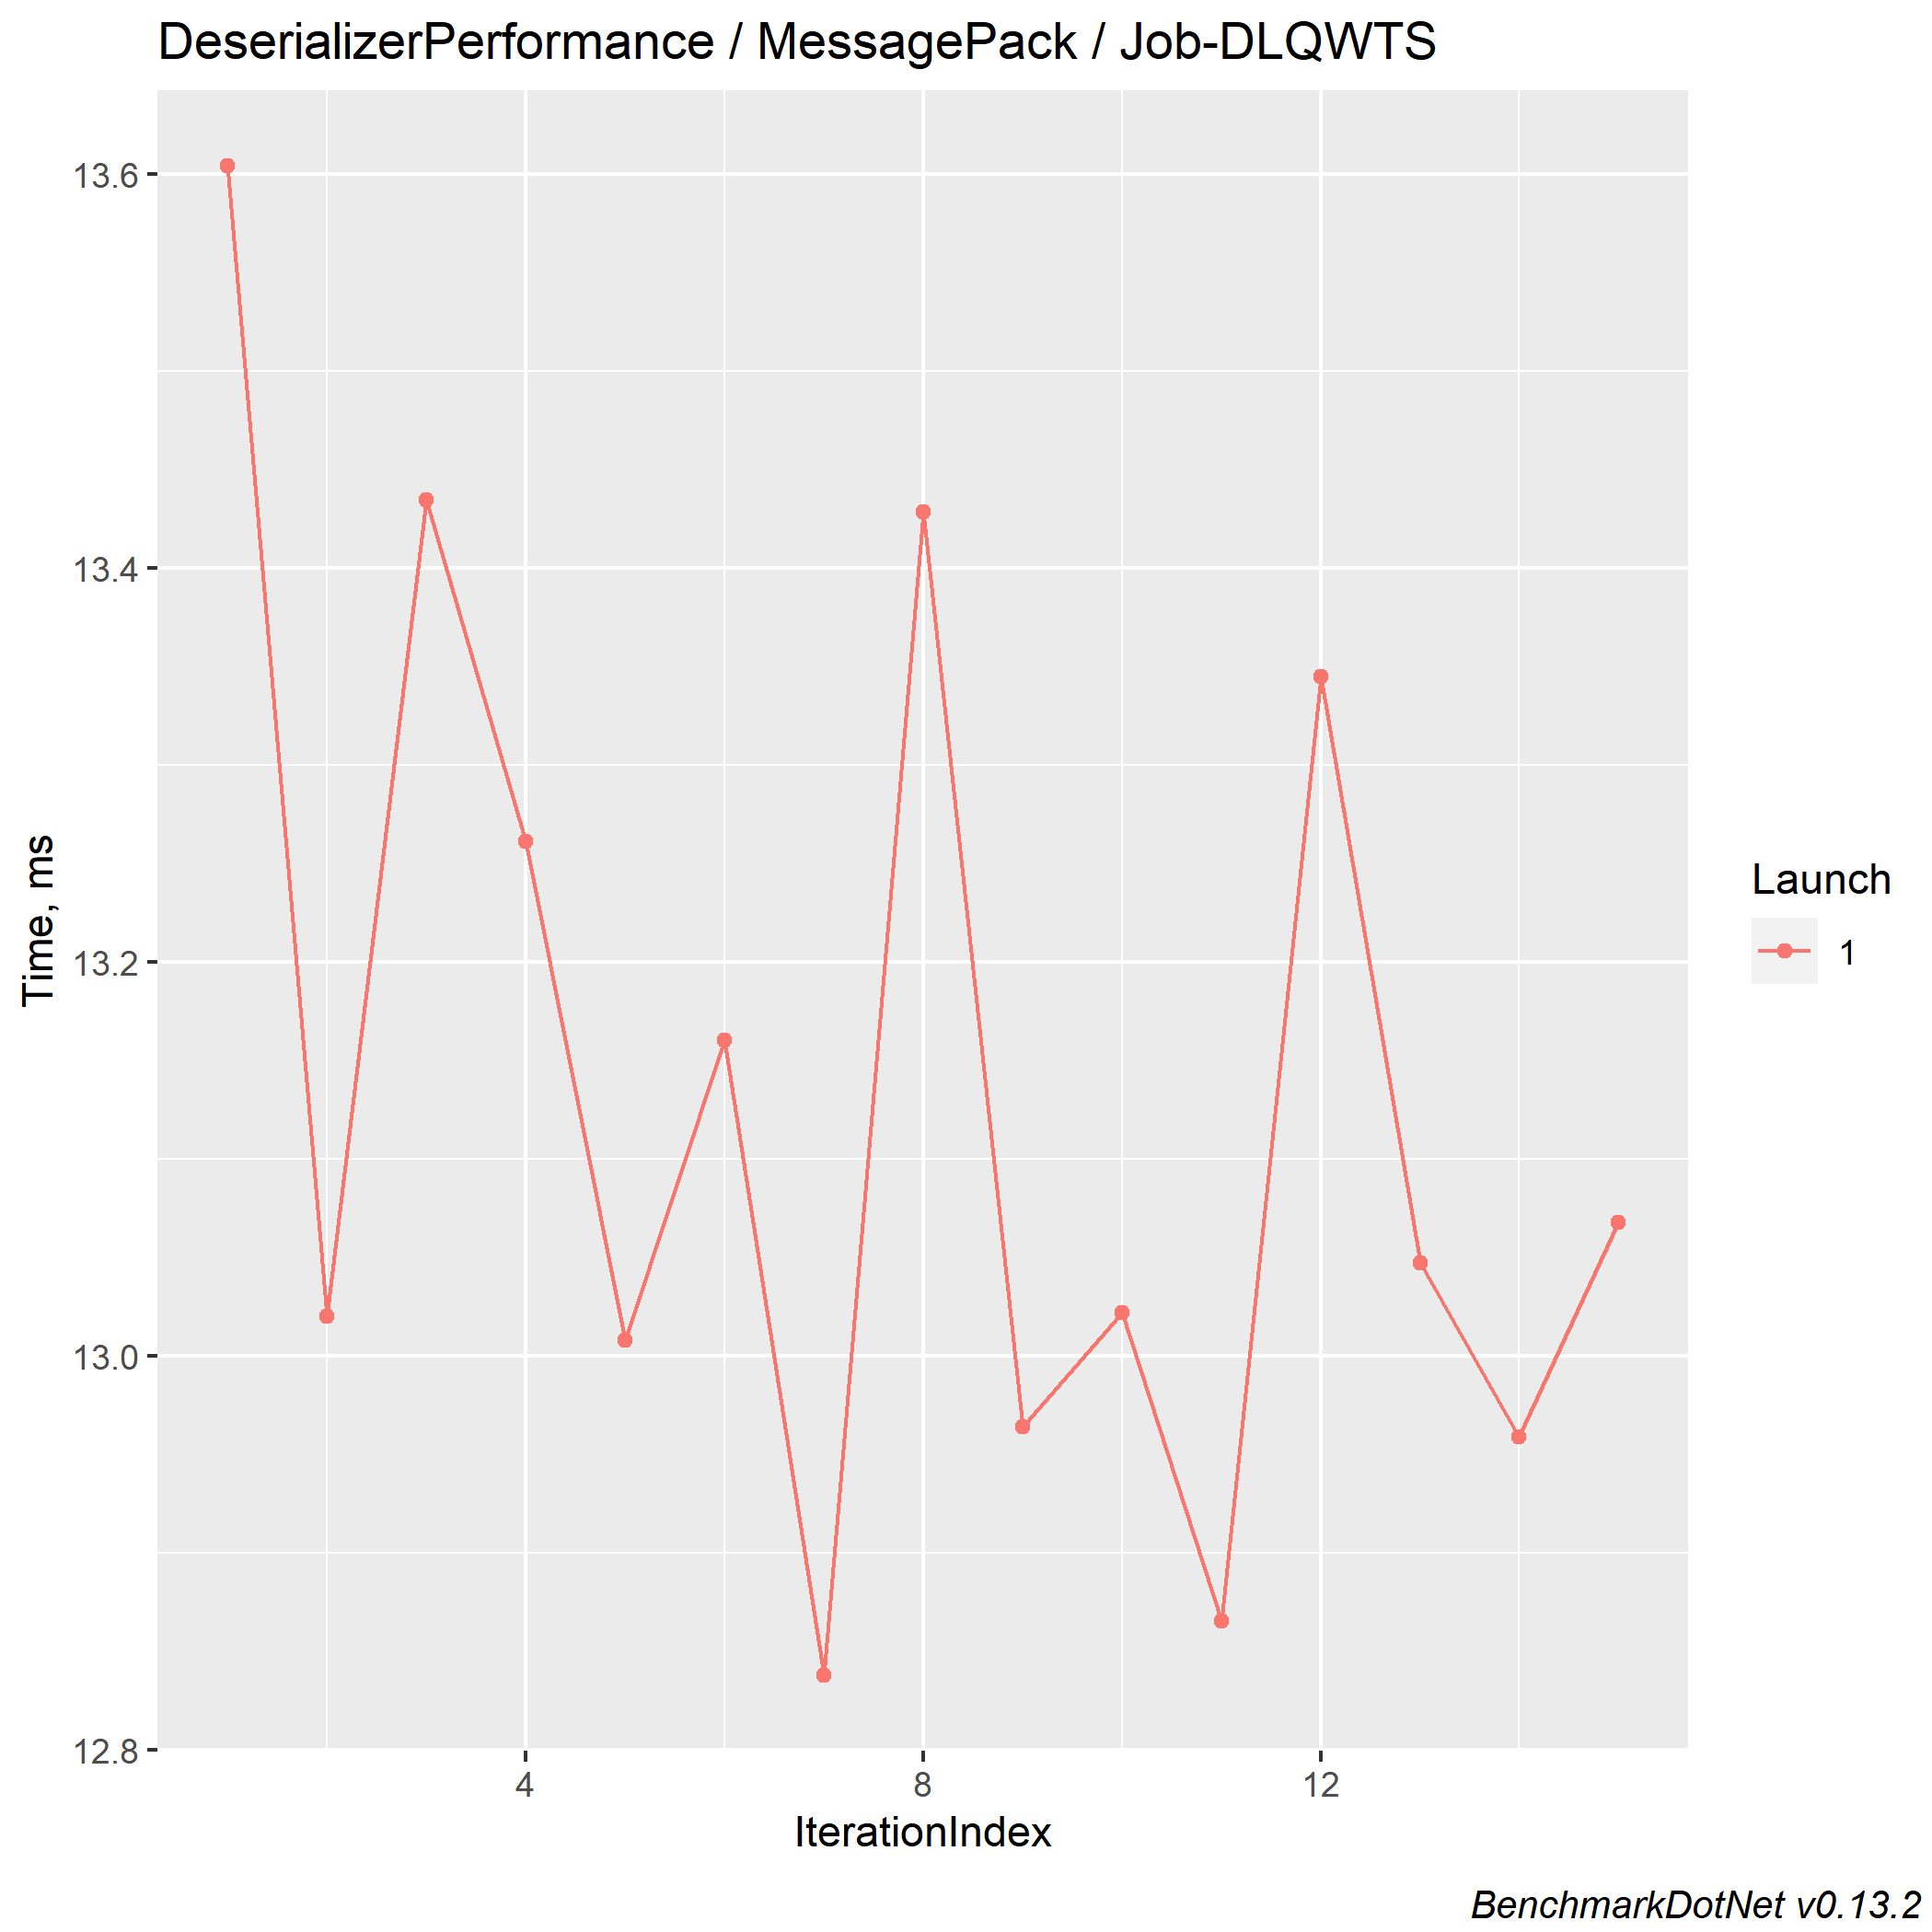 DeserializerPerformance / MessagePack / Job-DLQWTS
13.6
13.4
13.2
13.0
12.8
Time, ms
4 8 12
IterationIndex
Launch
1
BenchmarkDotNet v0.13.2